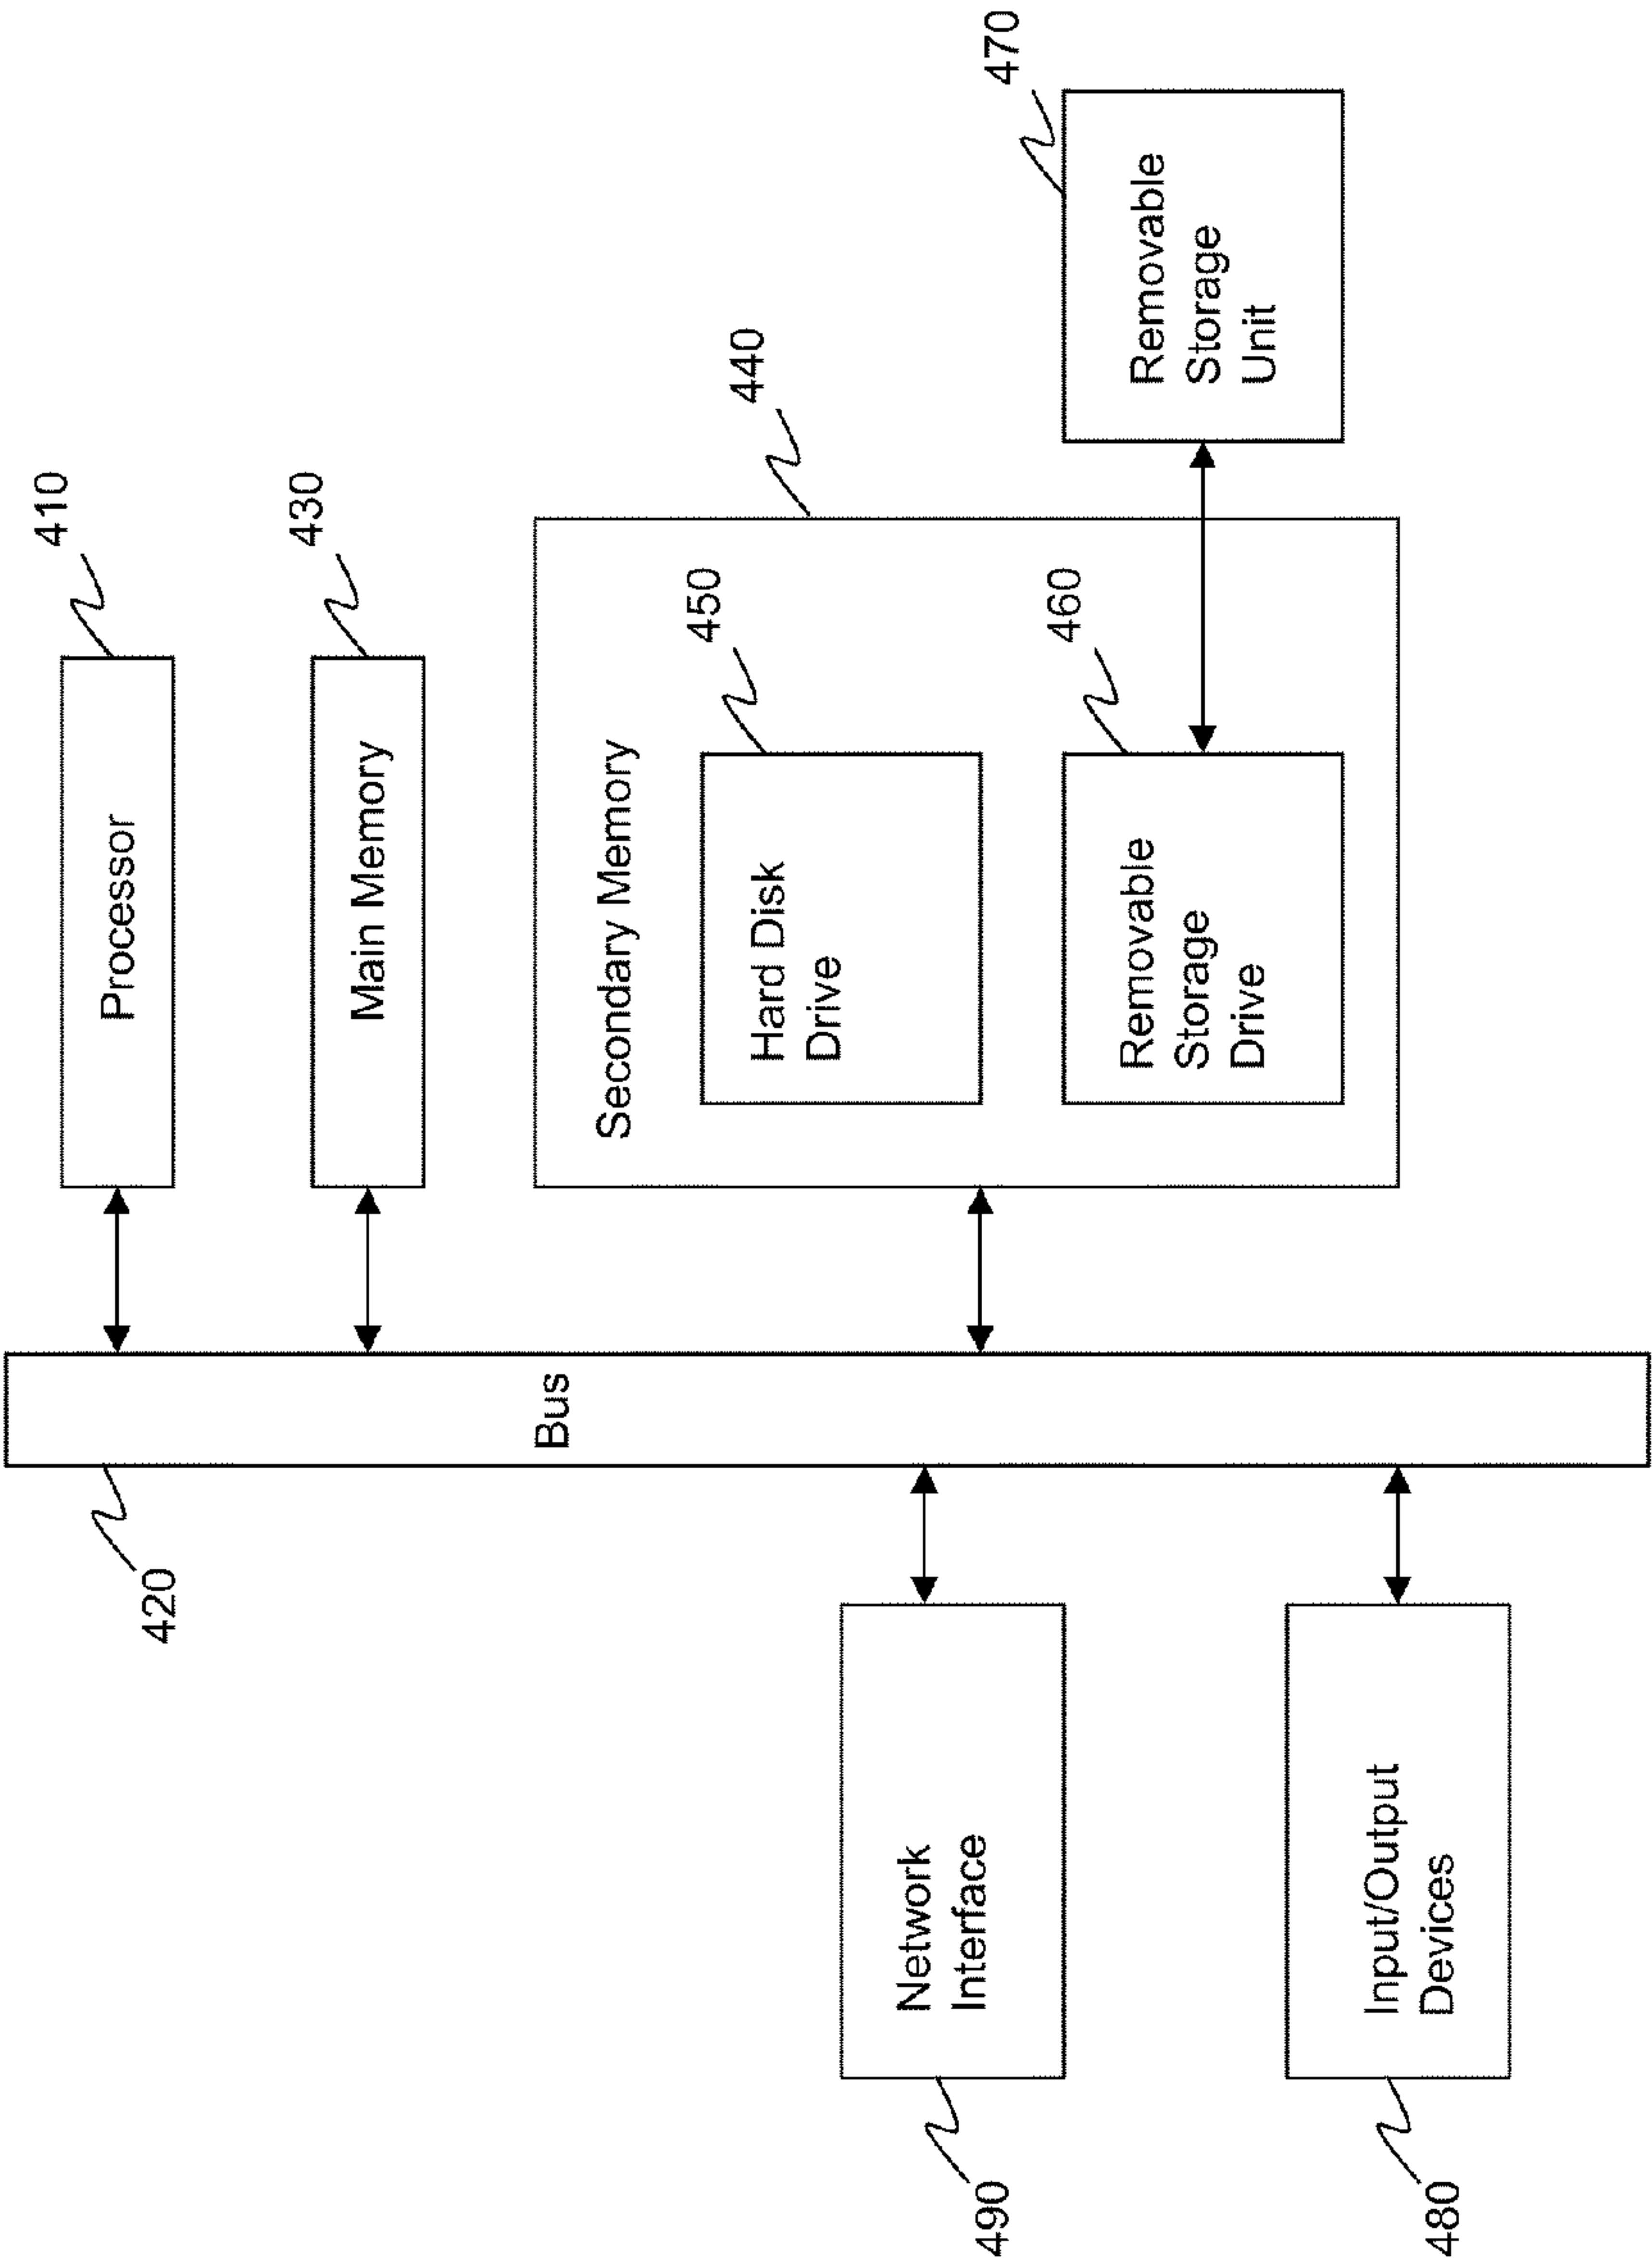 410
Processor
430
Main Memory
440
Secondary Memory
450
Hard Disk
Drive
460
Removable
Storage
Drive
470
Removable
Storage
Unit
420
Bus
490
Network
Interface
480
Input/Output
Devices